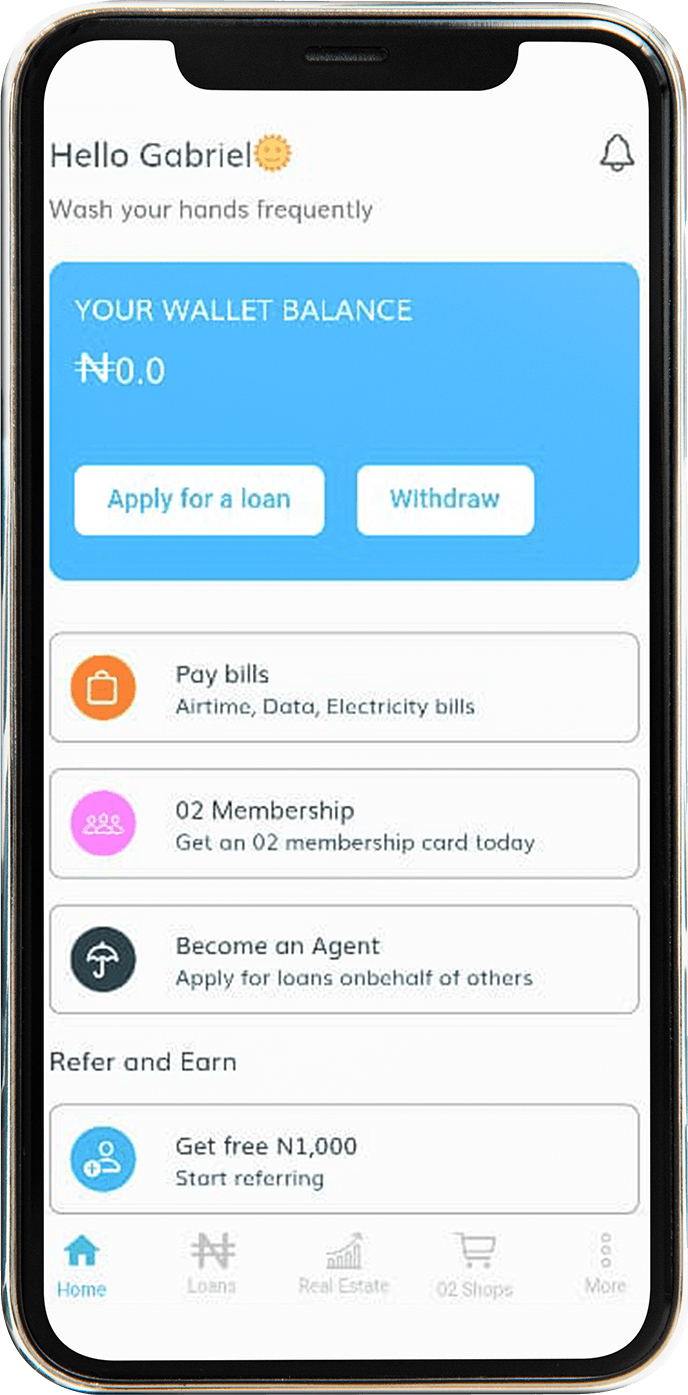 Hello Gabriel🌞
Wash your hands frequently
YOUR WALLET BALANCE
₦0.0
Apply for a loan
Withdraw
Pay bills
Airtime, Data, Electricity bills
02 Membership
Get an 02 membership card today
Become an Agent
Apply for loans onbehalf of others
Refer and Earn
Get free N1,000
Start referring
Home
₦
Loans
Real Estate
02 Shops
More